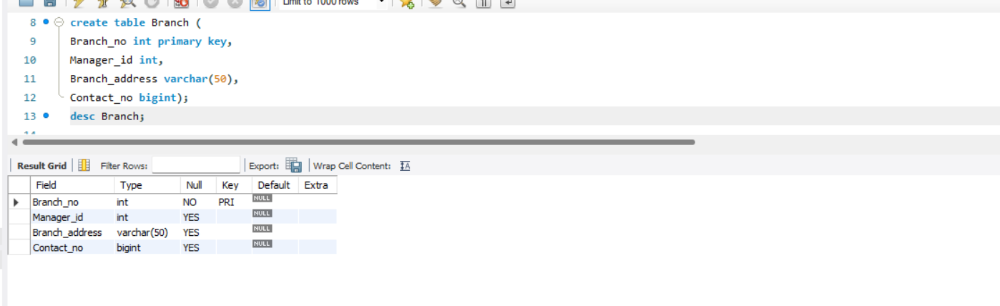 Limit to 1000 rows
8 create table Branch (
9 Branch_no int primary key,
10 Manager_id int,
11 Branch_address varchar(50),
12 Contact_no bigint);
13 desc Branch;
Result Grid Filter Rows: Export: Wrap Cell Content: IA
Field Type Null Key Default Extra
Branch_no int NO PRI NULL
Manager_id int YES NULL
Branch_address varchar(50) YES NULL
Contact_no bigint YES NULL